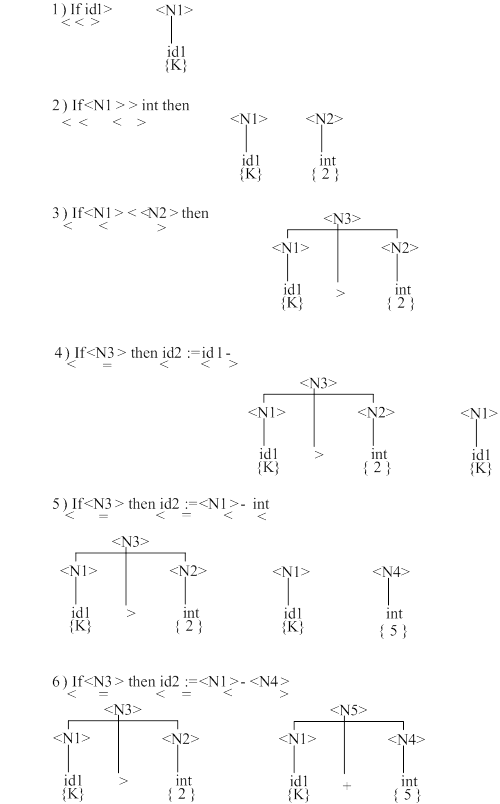 1) If id1> <N1>
< < >
id1
{K}
2) If<N1> > int then
< < < >
<N1> <N2>
id1 int
{K} { 2 }
3) If<N1> < <N2> then
< < >
<N3>
<N1> <N2>
id1 > int
{K} { 2 }
4) If<N3> then id2 :=id1-
< = < < >
<N3>
<N1> <N2> <N1>
id1 > int id1
{K} { 2 } {K}
5) If<N3> then id2 :=<N1>- int
< = < = < <
<N3>
<N1> <N2> <N1> <N4>
id1 > int id1 int
{K} { 2 } {K} { 5 }
6) If<N3> then id2 :=<N1>- <N4>
< = < = < >
<N3> <N5>
<N1> <N2> <N1> <N4>
id1 > int id1 + int
{K} { 2 } {K} { 5 }